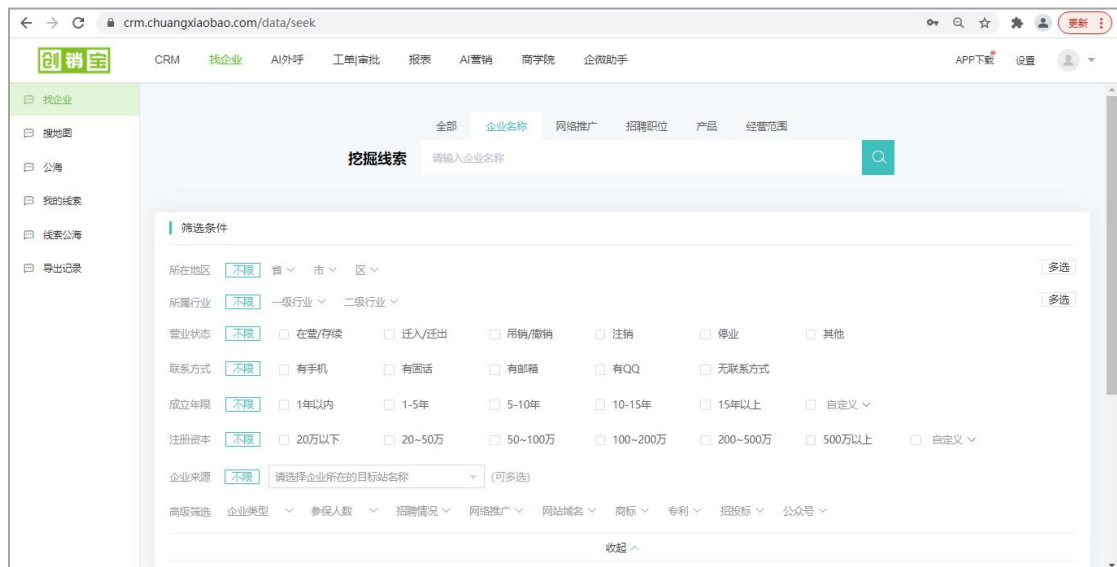 crm.chuangxiaobao.com/data/seek 更新
创销宝 CRM 找企业 AI外呼 工单|审批 报表 AI营销 商学院 企微助手 APP下载 设置
找企业
搜地图
公海
我的线索
线索公海
导出记录
全部 企业名称 网络推广 招聘职位 产品 经营范围
挖掘线索 请输入企业名称
筛选条件
所在地区 不限 省 市 区 多选
所属行业 不限 一级行业 二级行业 多选
营业状态 不限 在营/存续 迁入/迁出 吊销/撤销 注销 停业 其他
联系方式 不限 有手机 有固话 有邮箱 有QQ 无联系方式
成立年限 不限 1年以内 1-5年 5-10年 10-15年 15年以上 自定义
注册资本 不限 20万以下 20~50万 50~100万 100~200万 200~500万 500万以上 自定义
企业来源 不限 请选择企业所在的目标站名称 (可多选)
高级筛选 企业类型 参保人数 招聘情况 网络推广 网站域名 商标 专利 招投标 公众号
收起